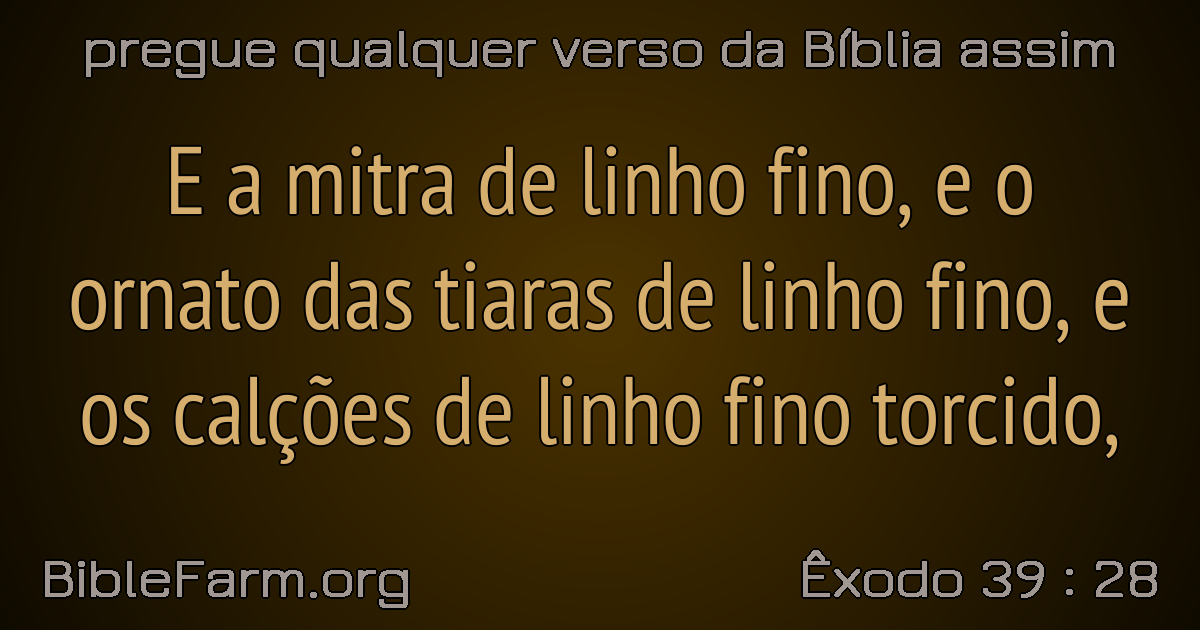 pregue qualquer verso da Bíblia assim
E a mitra de linho fino, e o
ornato das tiaras de linho fino, e
os calções de linho fino torcido,
BibleFarm.org
Êxodo 39 : 28